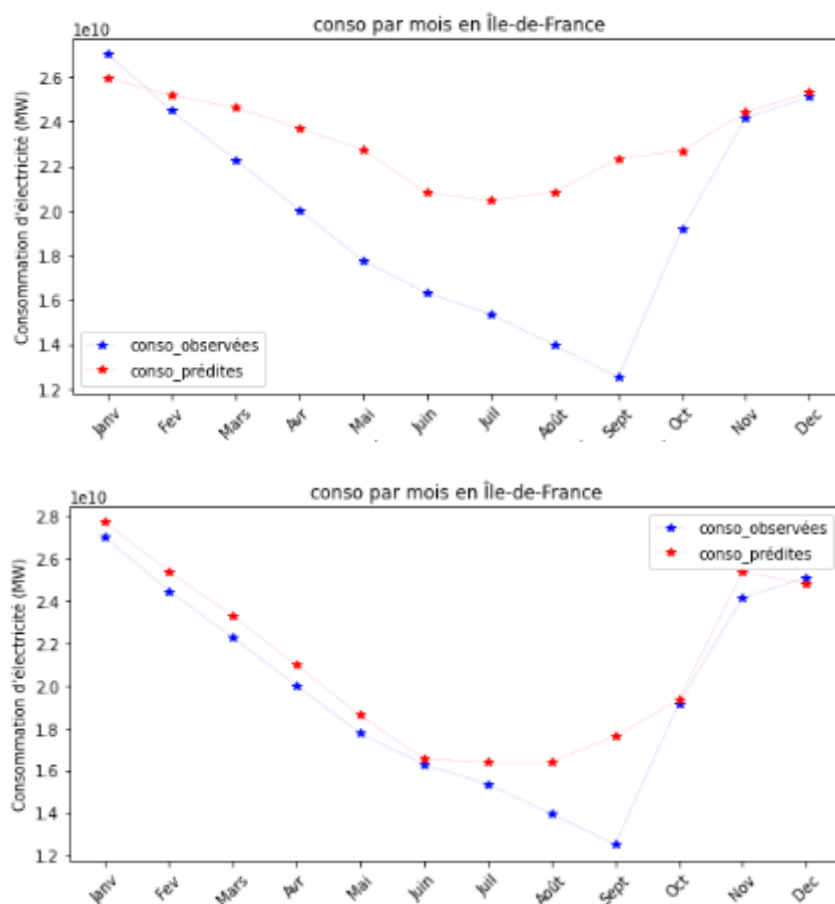 conso par mois en Île-de-France
1e10
Consommation d'électricité (MW)
2.6
2.4
2.2
2.0
1.8
1.6
1.4
1.2
conso_observées
conso_prédites
Janv Fev Mars Avr Mai Juin Juil Août Sept Oct Nov Dec
conso par mois en Île-de-France
1e10
Consommation d'électricité (MW)
2.8
2.6
2.4
2.2
2.0
1.8
1.6
1.4
1.2
conso_observées
conso_prédites
Janv Fev Mars Avr Mai Juin Juil Août Sept Oct Nov Dec